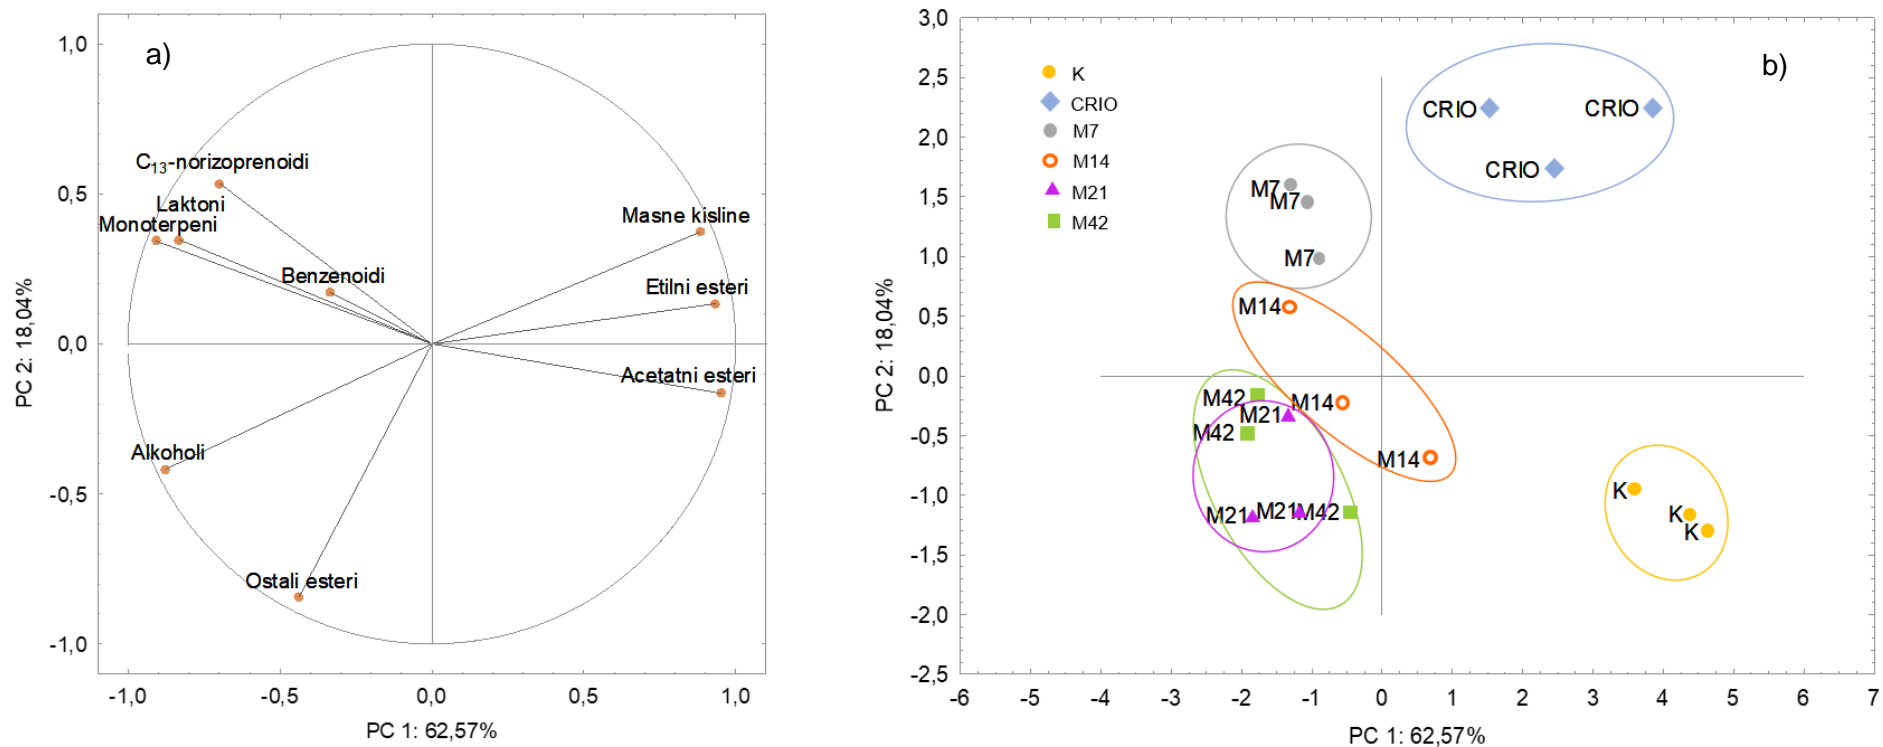 a)
1,0
0,5
0,0
-0,5
-1,0
PC 2: 18,04%
C₁₃-norizoprenoidi
Laktoni
Monoterpeni
Benzenoidi
Masne kisline
Etilni esteri
Acetatni esteri
Alkoholi
Ostali esteri
-1,0 -0,5 0,0 0,5 1,0
PC 1: 62,57%
b)
3,0
2,5
2,0
1,5
1,0
0,5
0,0
-0,5
-1,0
-1,5
-2,0
-2,5
PC 2: 18,04%
K
CRIO
M7
M14
M21
M42
CRIO
CRIO
CRIO
M7
M7
M7
M14
M14
M14
M42
M21
M42
M21
M21
M42
K
K
K
-6 -5 -4 -3 -2 -1 0 1 2 3 4 5 6 7
PC 1: 62,57%